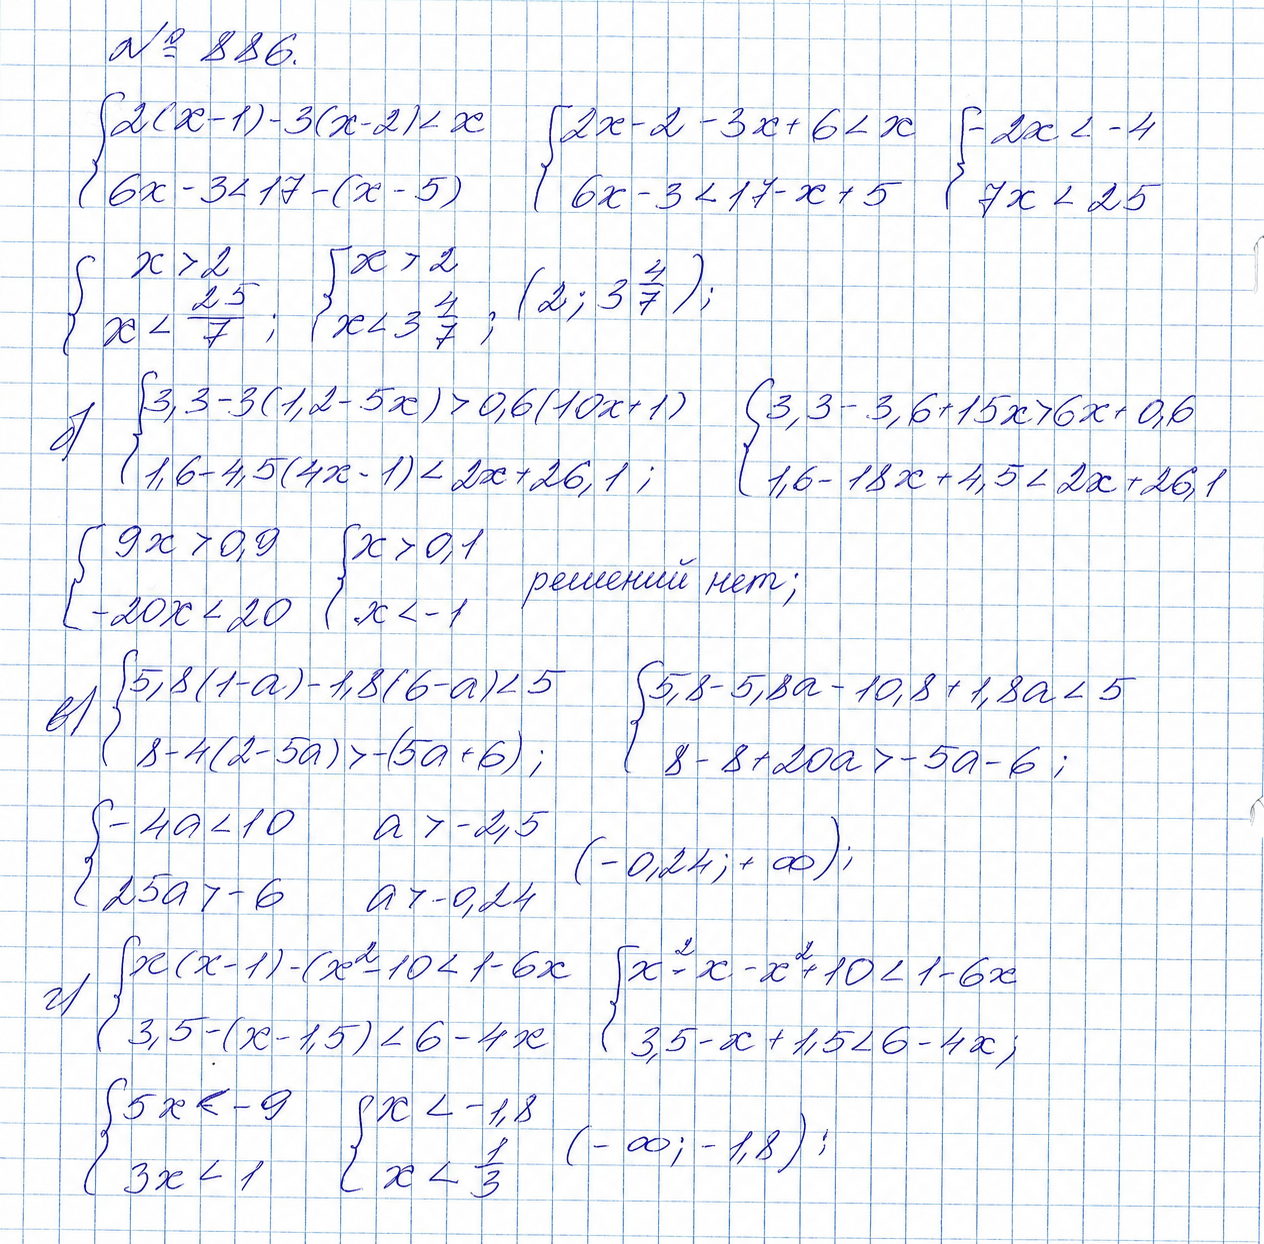 № 886.
{ 2(x-1)-3(x-2)<x { 2x-2-3x+6<x { -2x<-4
6x-3<17-(x-5) 6x-3<17-x+5 7x<25
{ x>2 { x>2 (2; 3 4/7);
x< 25/7 ; x<3 4/7 ;
б) { 3,3-3(1,2-5x)>0,6(10x+1) { 3,3-3,6+15x>6x+0,6
1,6-4,5(4x-1)<2x+26,1; 1,6-18x+4,5<2x+26,1
{ 9x>0,9 { x>0,1 решений нет;
-20x<20 x<-1
в) { 5,8(1-a)-1,8(6-a)<5 { 5,8-5,8a-10,8+1,8a<5
8-4(2-5a)>-(5a+6); 8-8+20a>-5a-6;
{ -4a<10 a>-2,5 (-0,24;+∞);
25a>-6 a>-0,24
г) { x(x-1)-(x²-10<1-6x { x²-x-x²+10<1-6x
3,5-(x-1,5)<6-4x 3,5-x+1,5<6-4x;
{ 5x<-9 { x<-1,8 (-∞;-1,8);
3x<1 x< 1/3